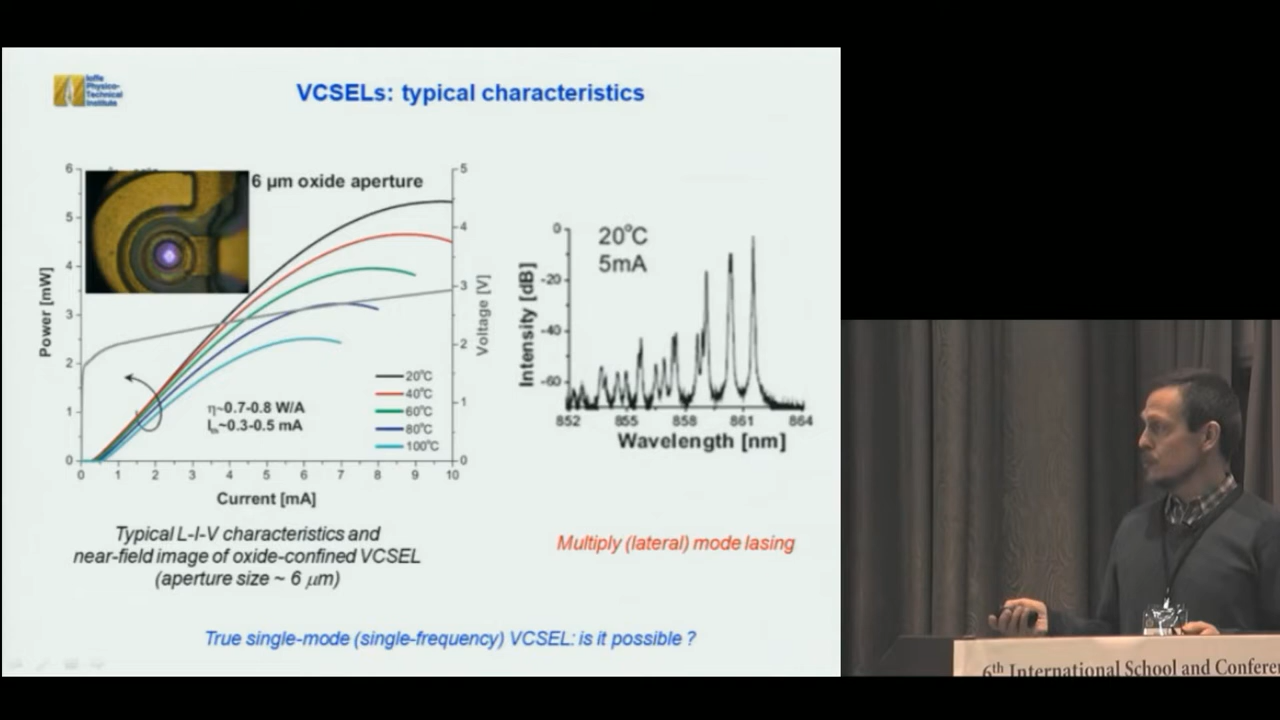 Ioffe
Physico-
Technical
Institute
VCSELs: typical characteristics
6 µm oxide aperture
6
5
4
3
2
1
0
Power [mW]
5
4
3
2
1
0
Voltage [V]
20℃
40℃
60℃
80℃
100℃
η~0.7-0.8 W/A
Ith~0.3-0.5 mA
0 1 2 3 4 5 6 7 8 9 10
Current [mA]
Typical L-I-V characteristics and
near-field image of oxide-confined VCSEL
(aperture size ~ 6 µm)
20℃
5mA
0
-20
-40
-60
Intensity [dB]
852 855 858 861 864
Wavelength [nm]
Multiply (lateral) mode lasing
True single-mode (single-frequency) VCSEL: is it possible ?
6th International School and Confere